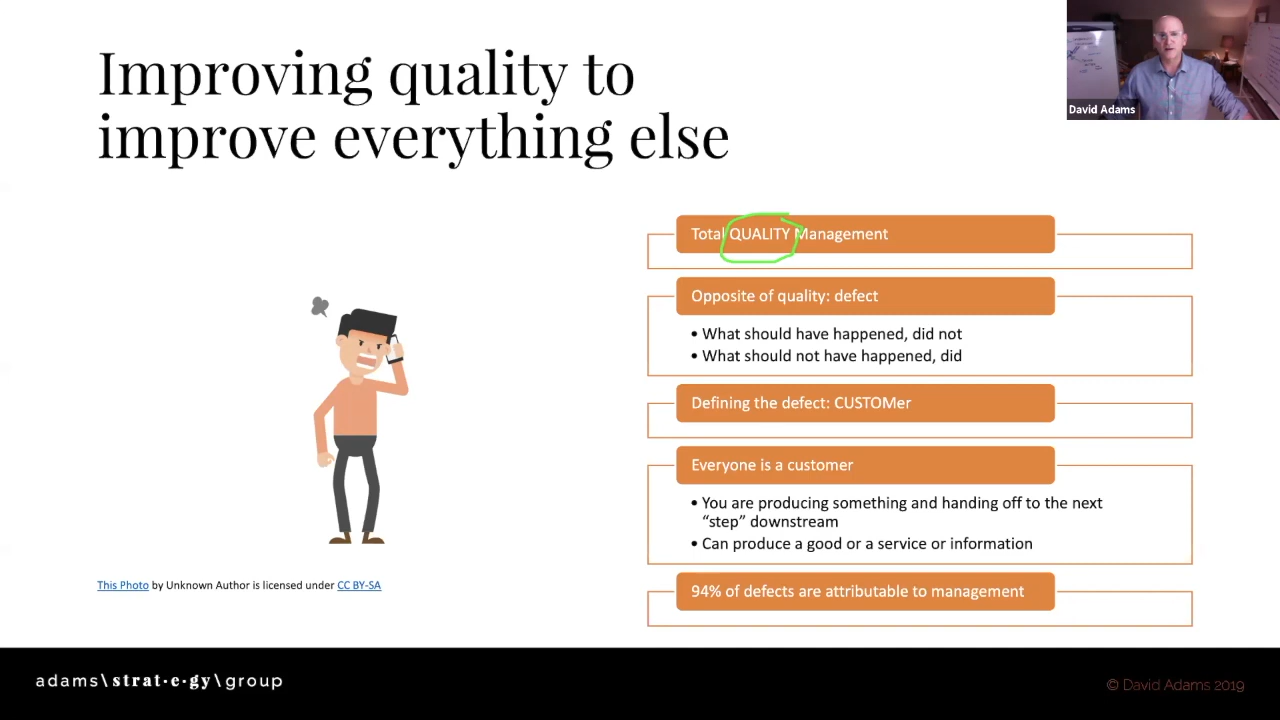 Improving quality to
improve everything else
David Adams
Total QUALITY Management
Opposite of quality: defect
• What should have happened, did not
• What should not have happened, did
Defining the defect: CUSTOMer
Everyone is a customer
• You are producing something and handing off to the next
“step” downstream
• Can produce a good or a service or information
94% of defects are attributable to management
This Photo by Unknown Author is licensed under CC BY-SA
adams\strat·e·gy\group
© David Adams 2019